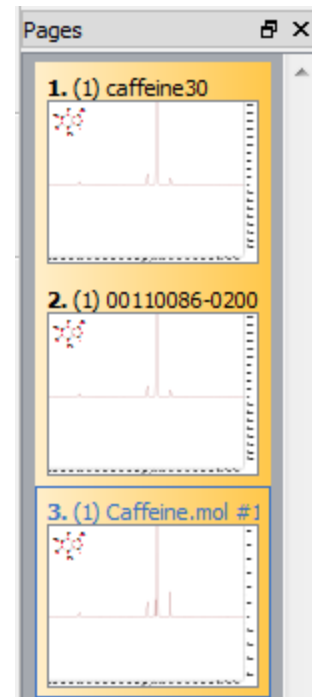 Pages
1. (1) caffeine30
2. (1) 00110086-0200
3. (1) Caffeine.mol #1